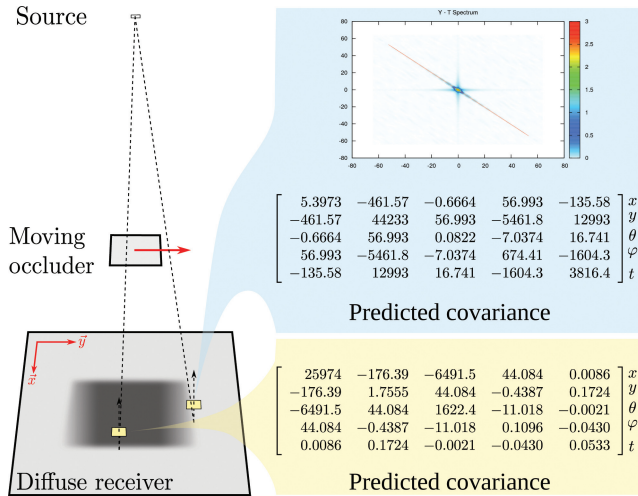 Source
Y - T Spectrum
80
60
40
20
0
-20
-40
-60
-80
-80 -60 -40 -20 0 20 40 60 80
3
2.5
2
1.5
1
0.5
0
Moving
occluder
5.3973 −461.57 −0.6664 56.993 −135.58 x
−461.57 44233 56.993 −5461.8 12993 y
−0.6664 56.993 0.0822 −7.0374 16.741 θ
56.993 −5461.8 −7.0374 674.41 −1604.3 φ
−135.58 12993 16.741 −1604.3 3816.4 t
Predicted covariance
y⃗
x⃗
25974 −176.39 −6491.5 44.084 0.0086 x
−176.39 1.7555 44.084 −0.4387 0.1724 y
−6491.5 44.084 1622.4 −11.018 −0.0021 θ
44.084 −0.4387 −11.018 0.1096 −0.0430 φ
0.0086 0.1724 −0.0021 −0.0430 0.0533 t
Predicted covariance
Diffuse receiver